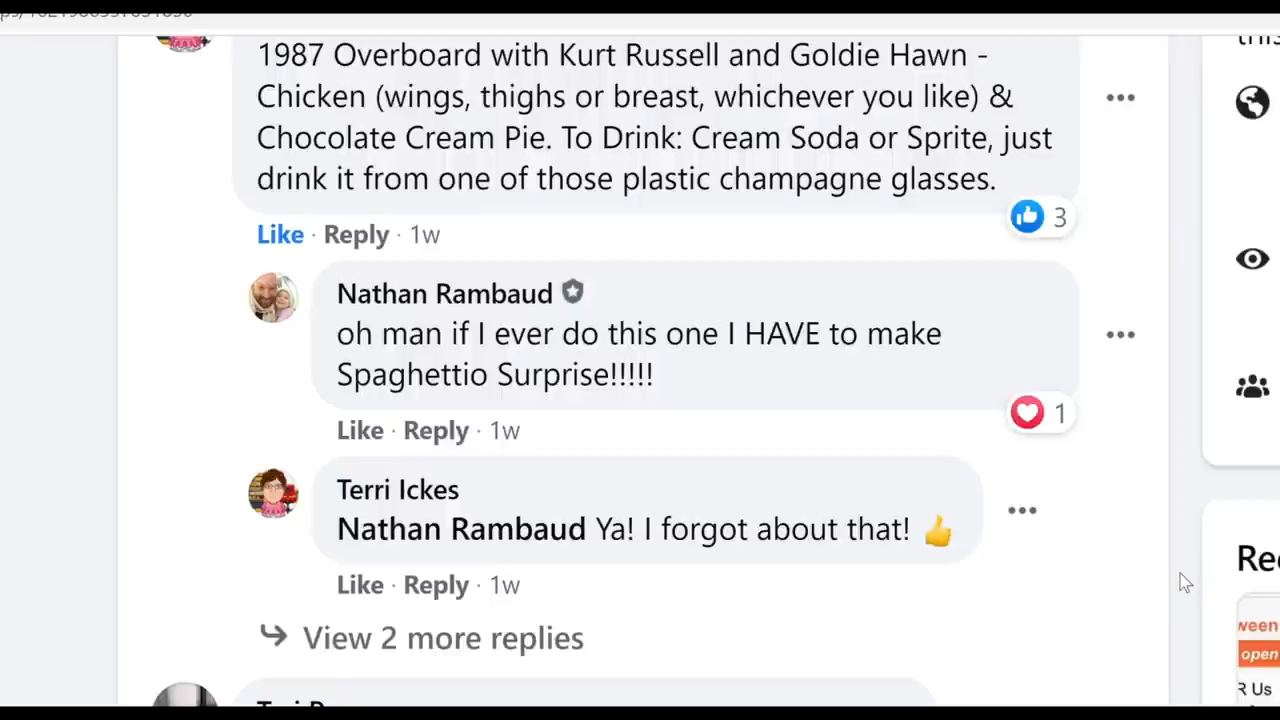 1987 Overboard with Kurt Russell and Goldie Hawn -
Chicken (wings, thighs or breast, whichever you like) &
Chocolate Cream Pie. To Drink: Cream Soda or Sprite, just
drink it from one of those plastic champagne glasses.
3
Like · Reply · 1w
Nathan Rambaud
oh man if I ever do this one I HAVE to make
Spaghettio Surprise!!!!!
1
Like · Reply · 1w
Terri Ickes
Nathan Rambaud Ya! I forgot about that! 👍
Like · Reply · 1w
View 2 more replies
open
R Us